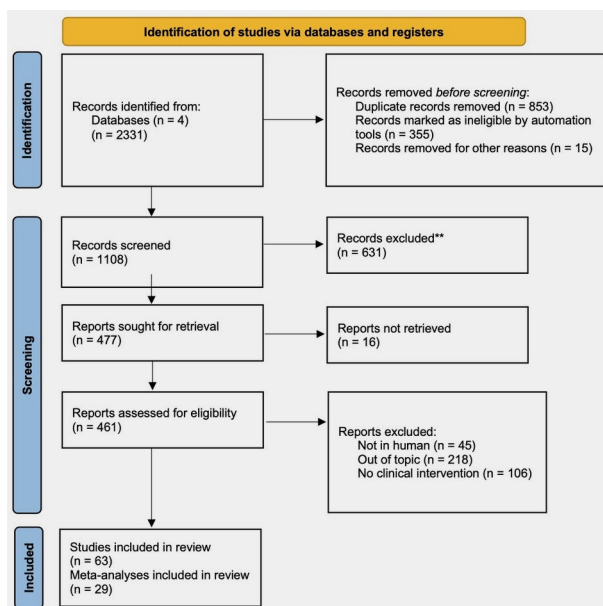 Identification of studies via databases and registers
Identification
Records identified from:
Databases (n = 4)
(n = 2331)
Records removed before screening:
Duplicate records removed (n = 853)
Records marked as ineligible by automation
tools (n = 355)
Records removed for other reasons (n = 15)
Screening
Records screened
(n = 1108)
Records excluded**
(n = 631)
Reports sought for retrieval
(n = 477)
Reports not retrieved
(n = 16)
Reports assessed for eligibility
(n = 461)
Reports excluded:
Not in human (n = 45)
Out of topic (n = 218)
No clinical intervention (n = 106)
Included
Studies included in review
(n = 63)
Meta-analyses included in review
(n = 29)